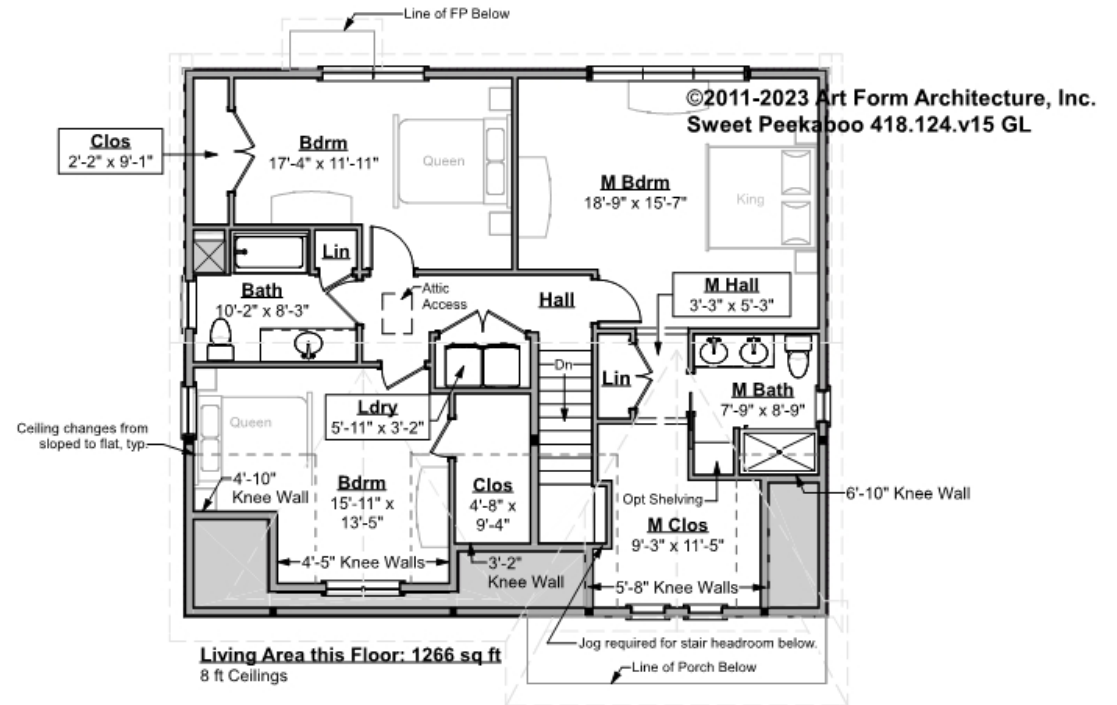 Line of FP Below
©2011-2023 Art Form Architecture, Inc.
Sweet Peekaboo 418.124.v15 GL
Clos
2'-2" x 9'-1"
Bdrm
17'-4" x 11'-11"
Queen
M Bdrm
18'-9" x 15'-7"
King
Lin
Bath
10'-2" x 8'-3"
Attic
Access
Hall
M Hall
3'-3" x 5'-3"
Dn
Lin
M Bath
7'-9" x 8'-9"
Ldry
5'-11" x 3'-2"
Queen
Ceiling changes from
sloped to flat, typ.
4'-10"
Knee Wall
Bdrm
15'-11" x
13'-5"
Clos
4'-8" x
9'-4"
Opt Shelving
6'-10" Knee Wall
M Clos
9'-3" x 11'-5"
4'-5" Knee Walls
3'-2"
Knee Wall
5'-8" Knee Walls
Jog required for stair headroom below.
Living Area this Floor: 1266 sq ft
8 ft Ceilings
Line of Porch Below